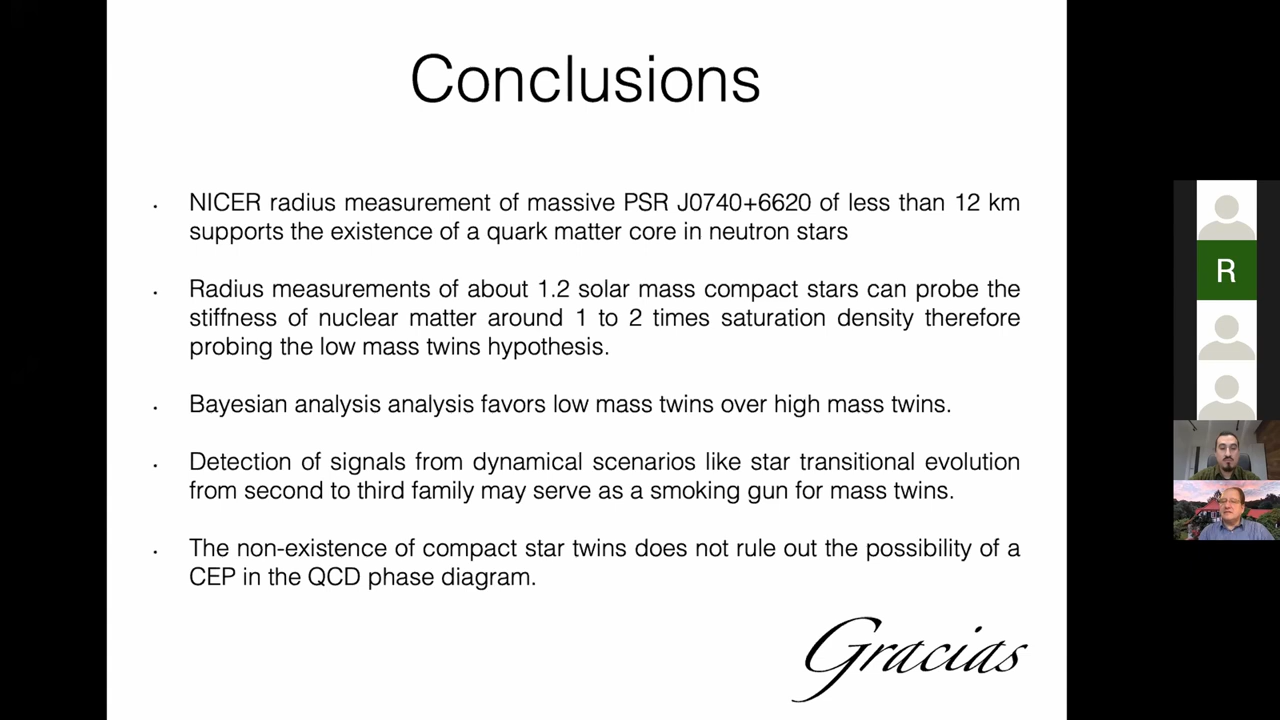 Conclusions
• NICER radius measurement of massive PSR J0740+6620 of less than 12 km
supports the existence of a quark matter core in neutron stars
• Radius measurements of about 1.2 solar mass compact stars can probe the
stiffness of nuclear matter around 1 to 2 times saturation density therefore
probing the low mass twins hypothesis.
• Bayesian analysis analysis favors low mass twins over high mass twins.
• Detection of signals from dynamical scenarios like star transitional evolution
from second to third family may serve as a smoking gun for mass twins.
• The non-existence of compact star twins does not rule out the possibility of a
CEP in the QCD phase diagram.
Gracias
R